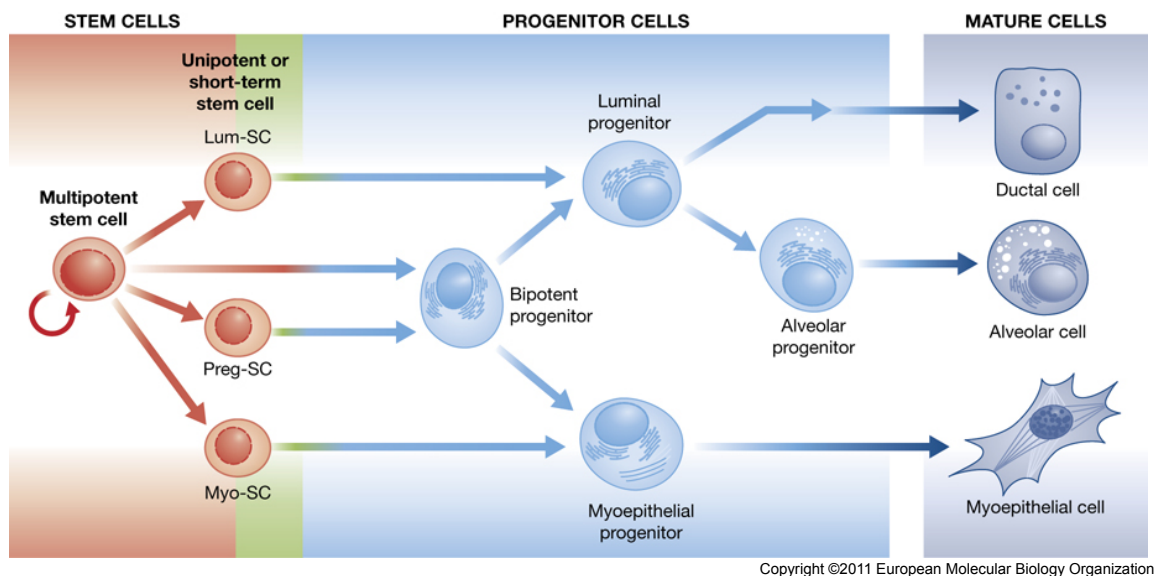 STEM CELLS
PROGENITOR CELLS
MATURE CELLS
Unipotent or
short-term
stem cell
Lum-SC
Multipotent
stem cell
Preg-SC
Myo-SC
Bipotent
progenitor
Luminal
progenitor
Alveolar
progenitor
Myoepithelial
progenitor
Ductal cell
Alveolar cell
Myoepithelial cell
Copyright ©2011 European Molecular Biology Organization